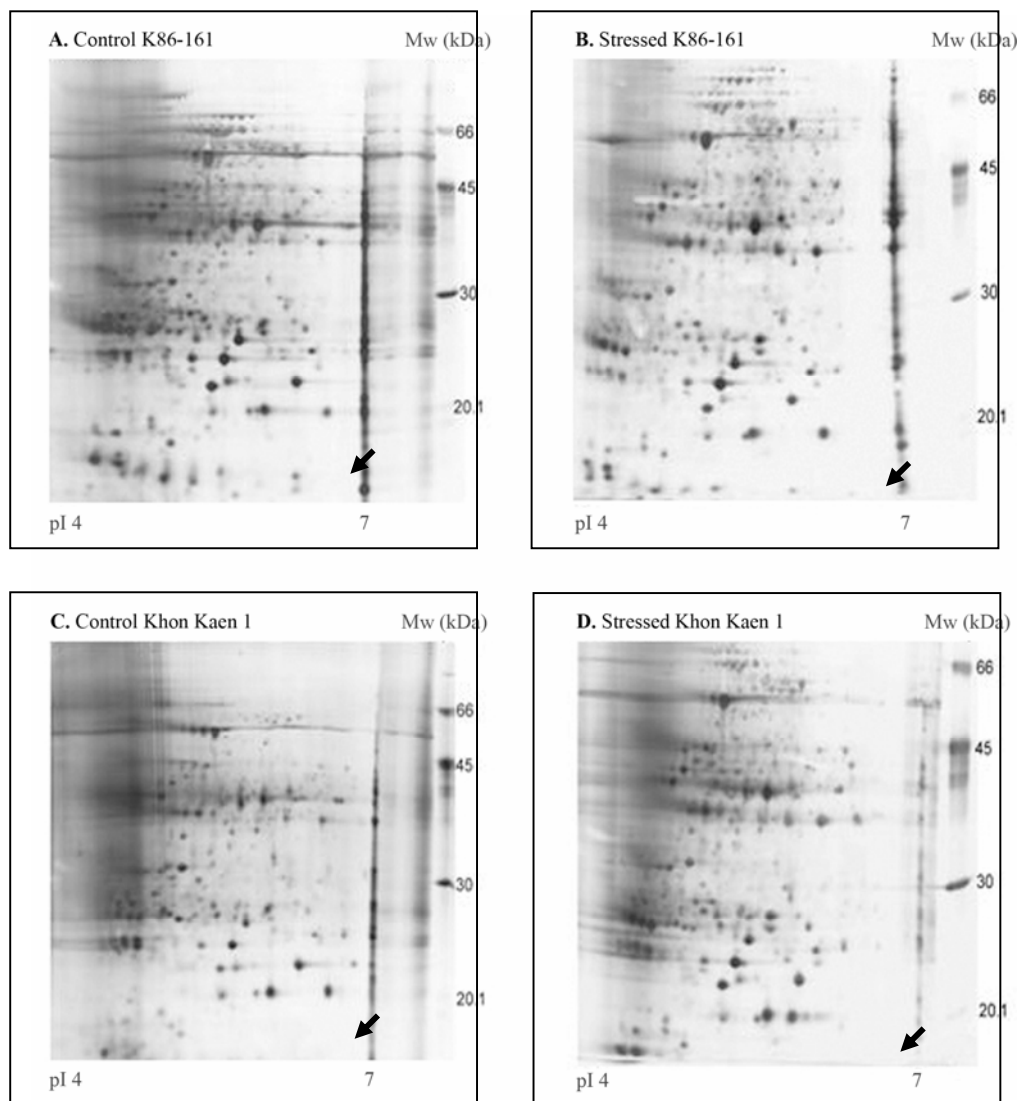 A. Control K86-161 Mw (kDa)
66
45
30
20.1
pI 4 7
B. Stressed K86-161 Mw (kDa)
66
45
30
20.1
pI 4 7
C. Control Khon Kaen 1 Mw (kDa)
66
45
30
20.1
pI 4 7
D. Stressed Khon Kaen 1 Mw (kDa)
66
45
30
20.1
pI 4 7